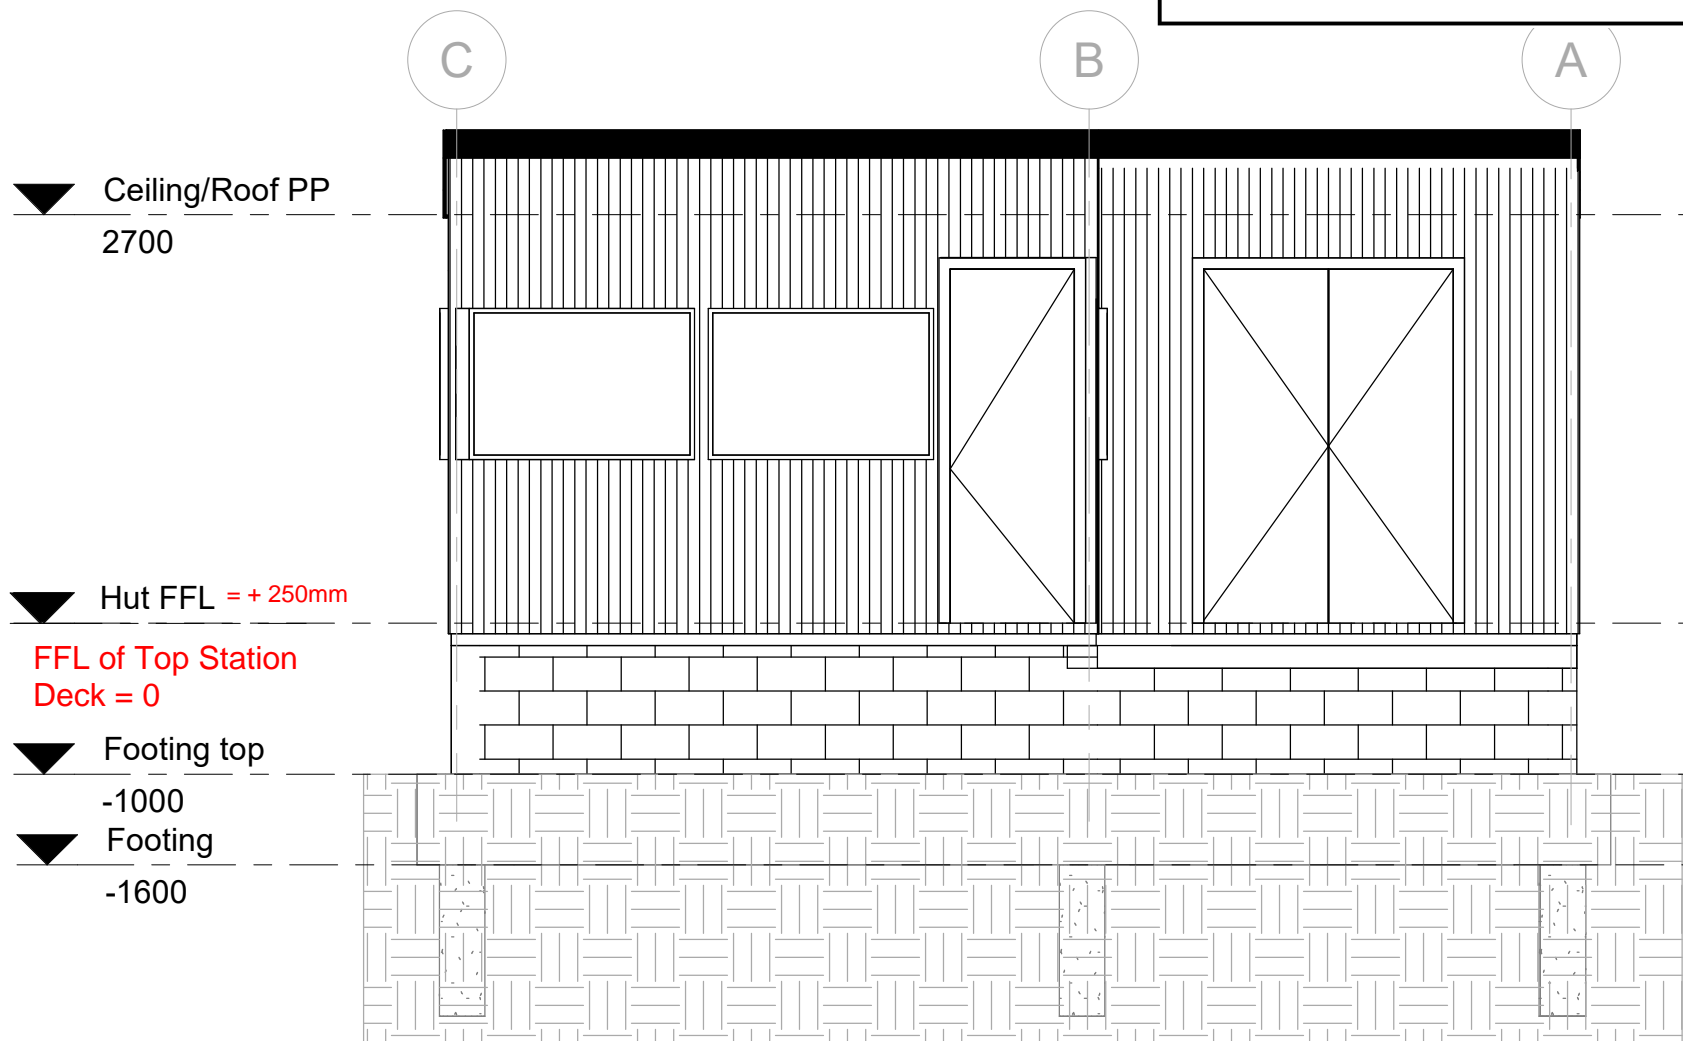 C
B
A
Ceiling/Roof PP
2700
Hut FFL = + 250mm
FFL of Top Station
Deck = 0
Footing top
-1000
Footing
-1600